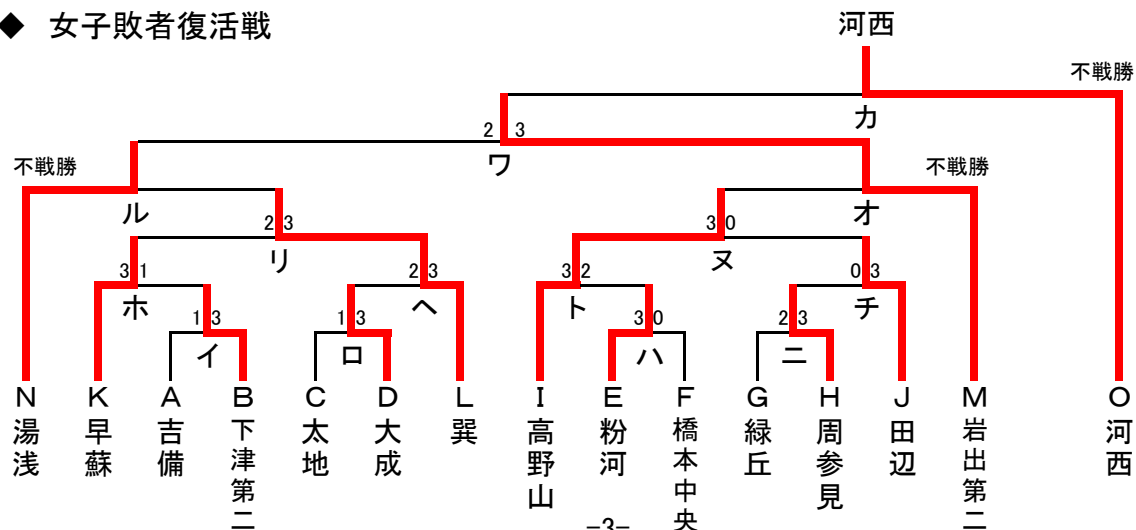 ◆ 女子敗者復活戦
河西
不戦勝
カ
2 3
ワ
不戦勝
不戦勝
ル
オ
2 3
3 0
リ
ヌ
3 1
2 3
3 2
0 3
ホ
ヘ
ト
チ
1 3
1 3
3 0
2 3
イ
ロ
ハ
ニ
N K A B C D L I E F G H J M O
湯浅
早蘇
吉備
下津第二
太地
大成
巽
高野山
粉河
橋本中央
緑丘
周参見
田辺
岩出第二
河西
-3-